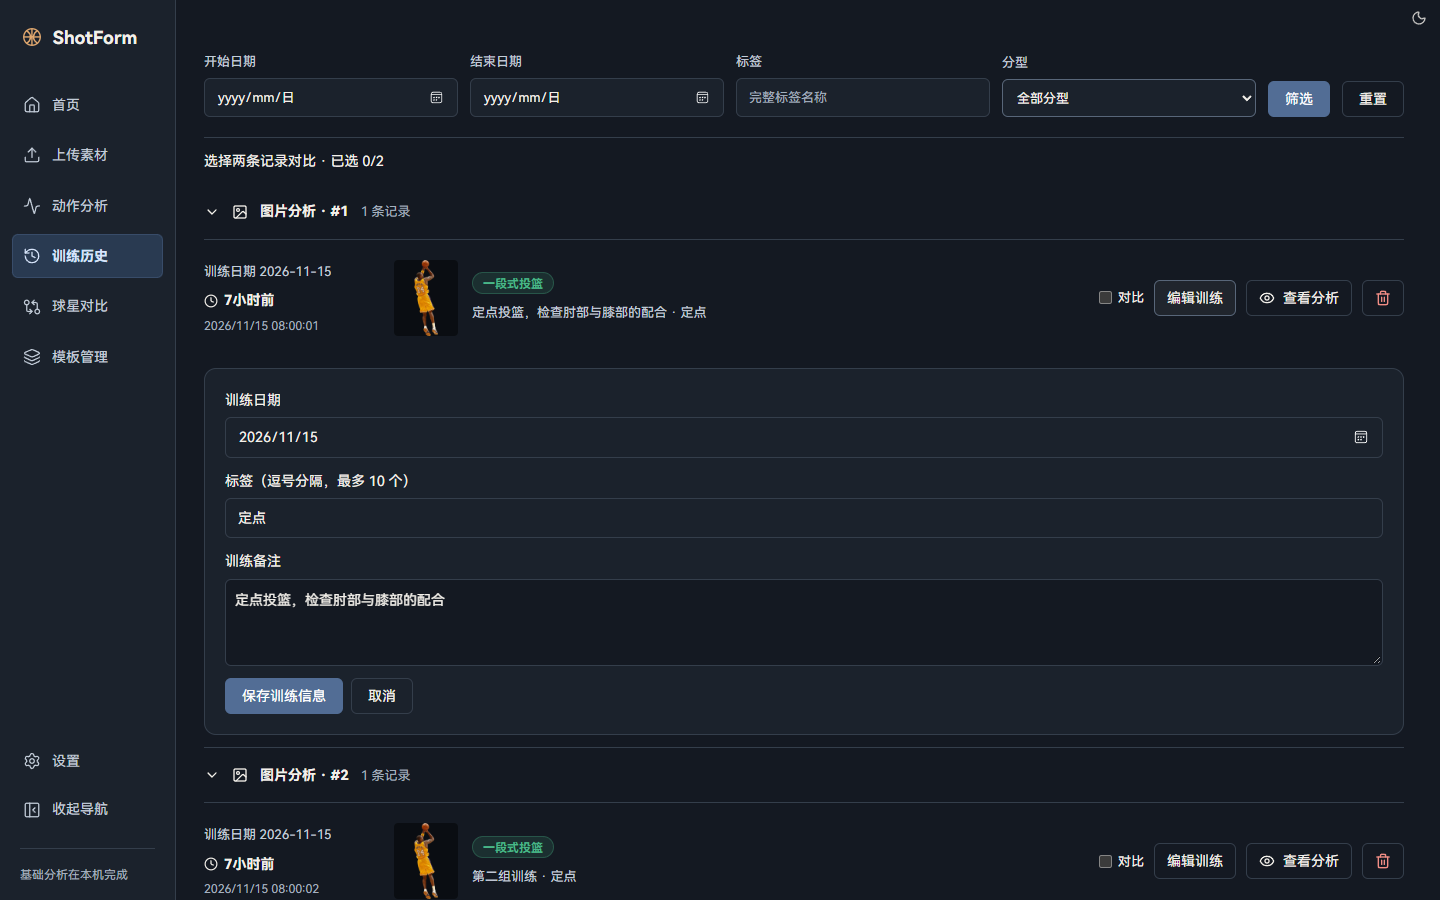 ShotForm
首页
上传素材
动作分析
训练历史
球星对比
模板管理
设置
收起导航
基础分析在本机完成
开始日期
yyyy/mm/日
结束日期
yyyy/mm/日
标签
完整标签名称
分型
全部分型
筛选
重置
选择两条记录对比 · 已选 0/2
图片分析 · #1 1 条记录
训练日期 2026-11-15
7小时前
2026/11/15 08:00:01
一段式投篮
定点投篮，检查肘部与膝部的配合 · 定点
对比
编辑训练
查看分析
训练日期
2026/11/15
标签（逗号分隔，最多 10 个）
定点
训练备注
定点投篮，检查肘部与膝部的配合
保存训练信息
取消
图片分析 · #2 1 条记录
训练日期 2026-11-15
7小时前
2026/11/15 08:00:02
一段式投篮
第二组训练 · 定点
对比
编辑训练
查看分析